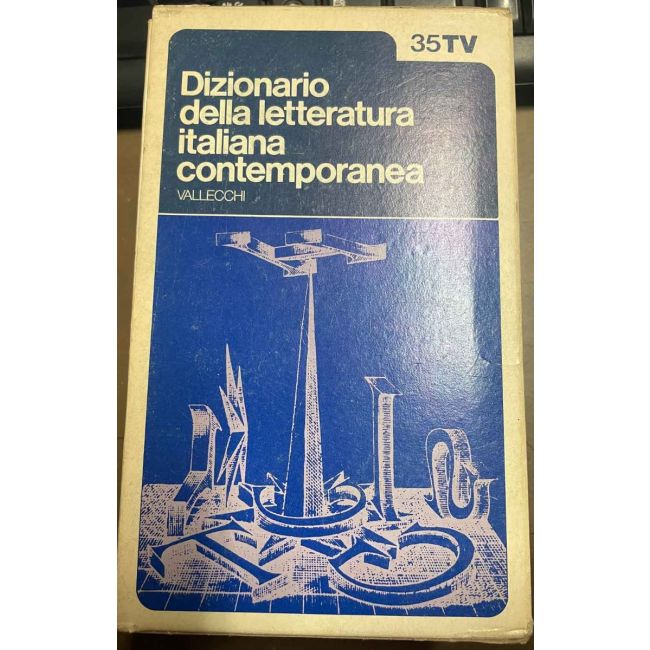 35TV
Dizionario
della letteratura
italiana
contemporanea
VALLECCHI